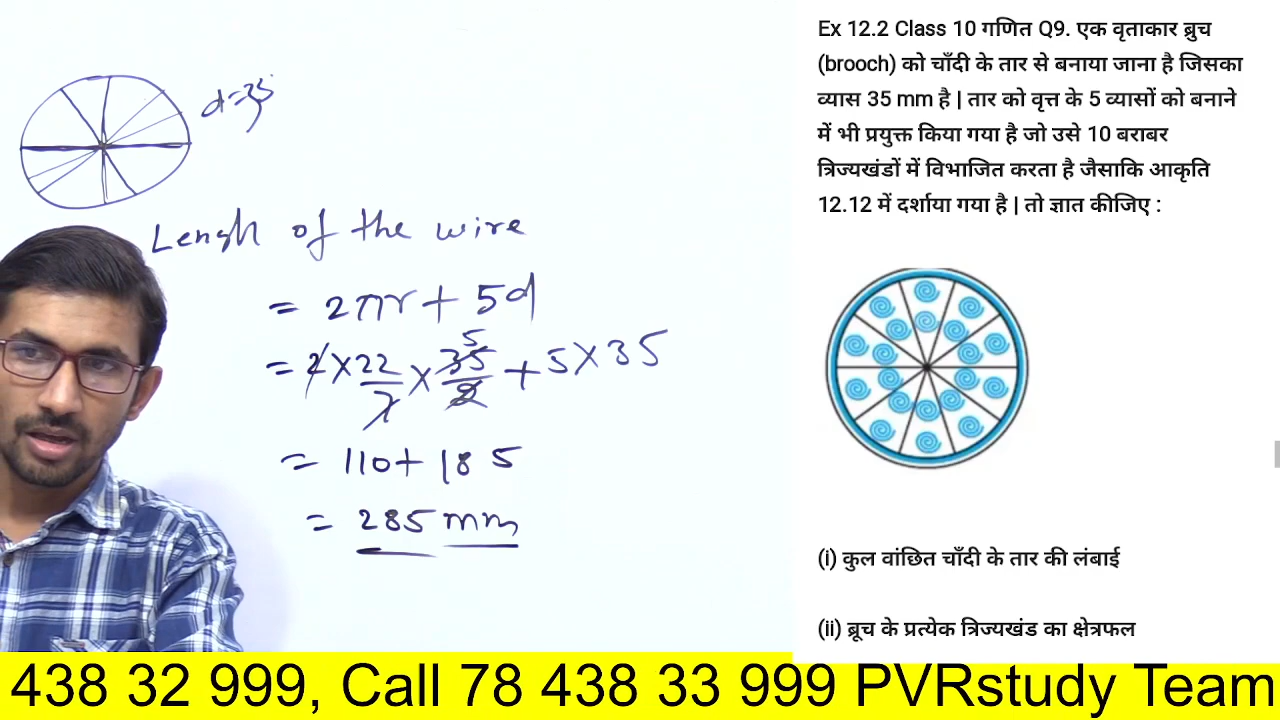 d=35
Length of the wire
= 2πr + 5d
= 2 × 22/7 × 35/2 5 + 5 × 35
= 110 + 185
= 285 mm
Ex 12.2 Class 10 गणित Q9. एक वृताकार ब्रुच
(brooch) को चाँदी के तार से बनाया जाना है जिसका
व्यास 35 mm है | तार को वृत्त के 5 व्यासों को बनाने
में भी प्रयुक्त किया गया है जो उसे 10 बराबर
त्रिज्यखंडों में विभाजित करता है जैसाकि आकृति
12.12 में दर्शाया गया है | तो ज्ञात कीजिए :
(i) कुल वांछित चाँदी के तार की लंबाई
(ii) ब्रूच के प्रत्येक त्रिज्यखंड का क्षेत्रफल
438 32 999, Call 78 438 33 999 PVRstudy Team